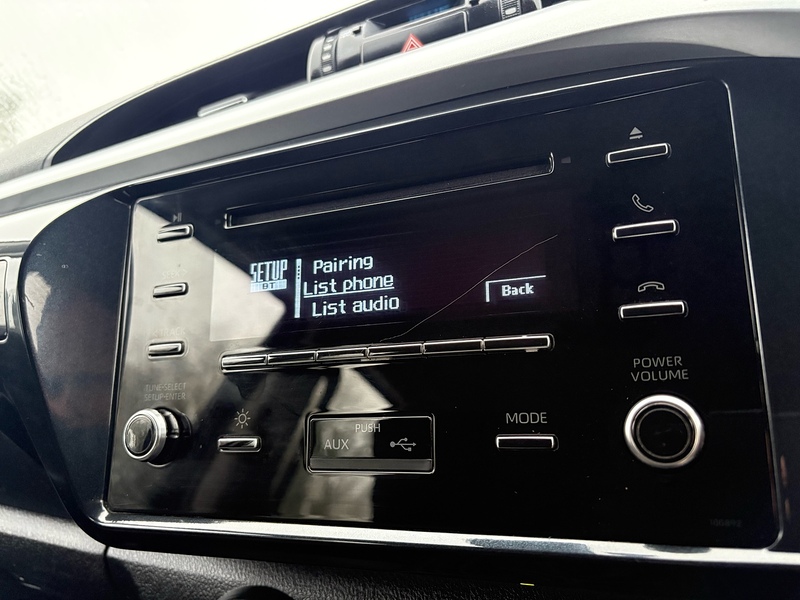 SETUP
BT
Pairing
List phone
List audio
Back
TUNE·SELECT
SETUP·ENTER
PUSH
AUX
MODE
POWER
VOLUME